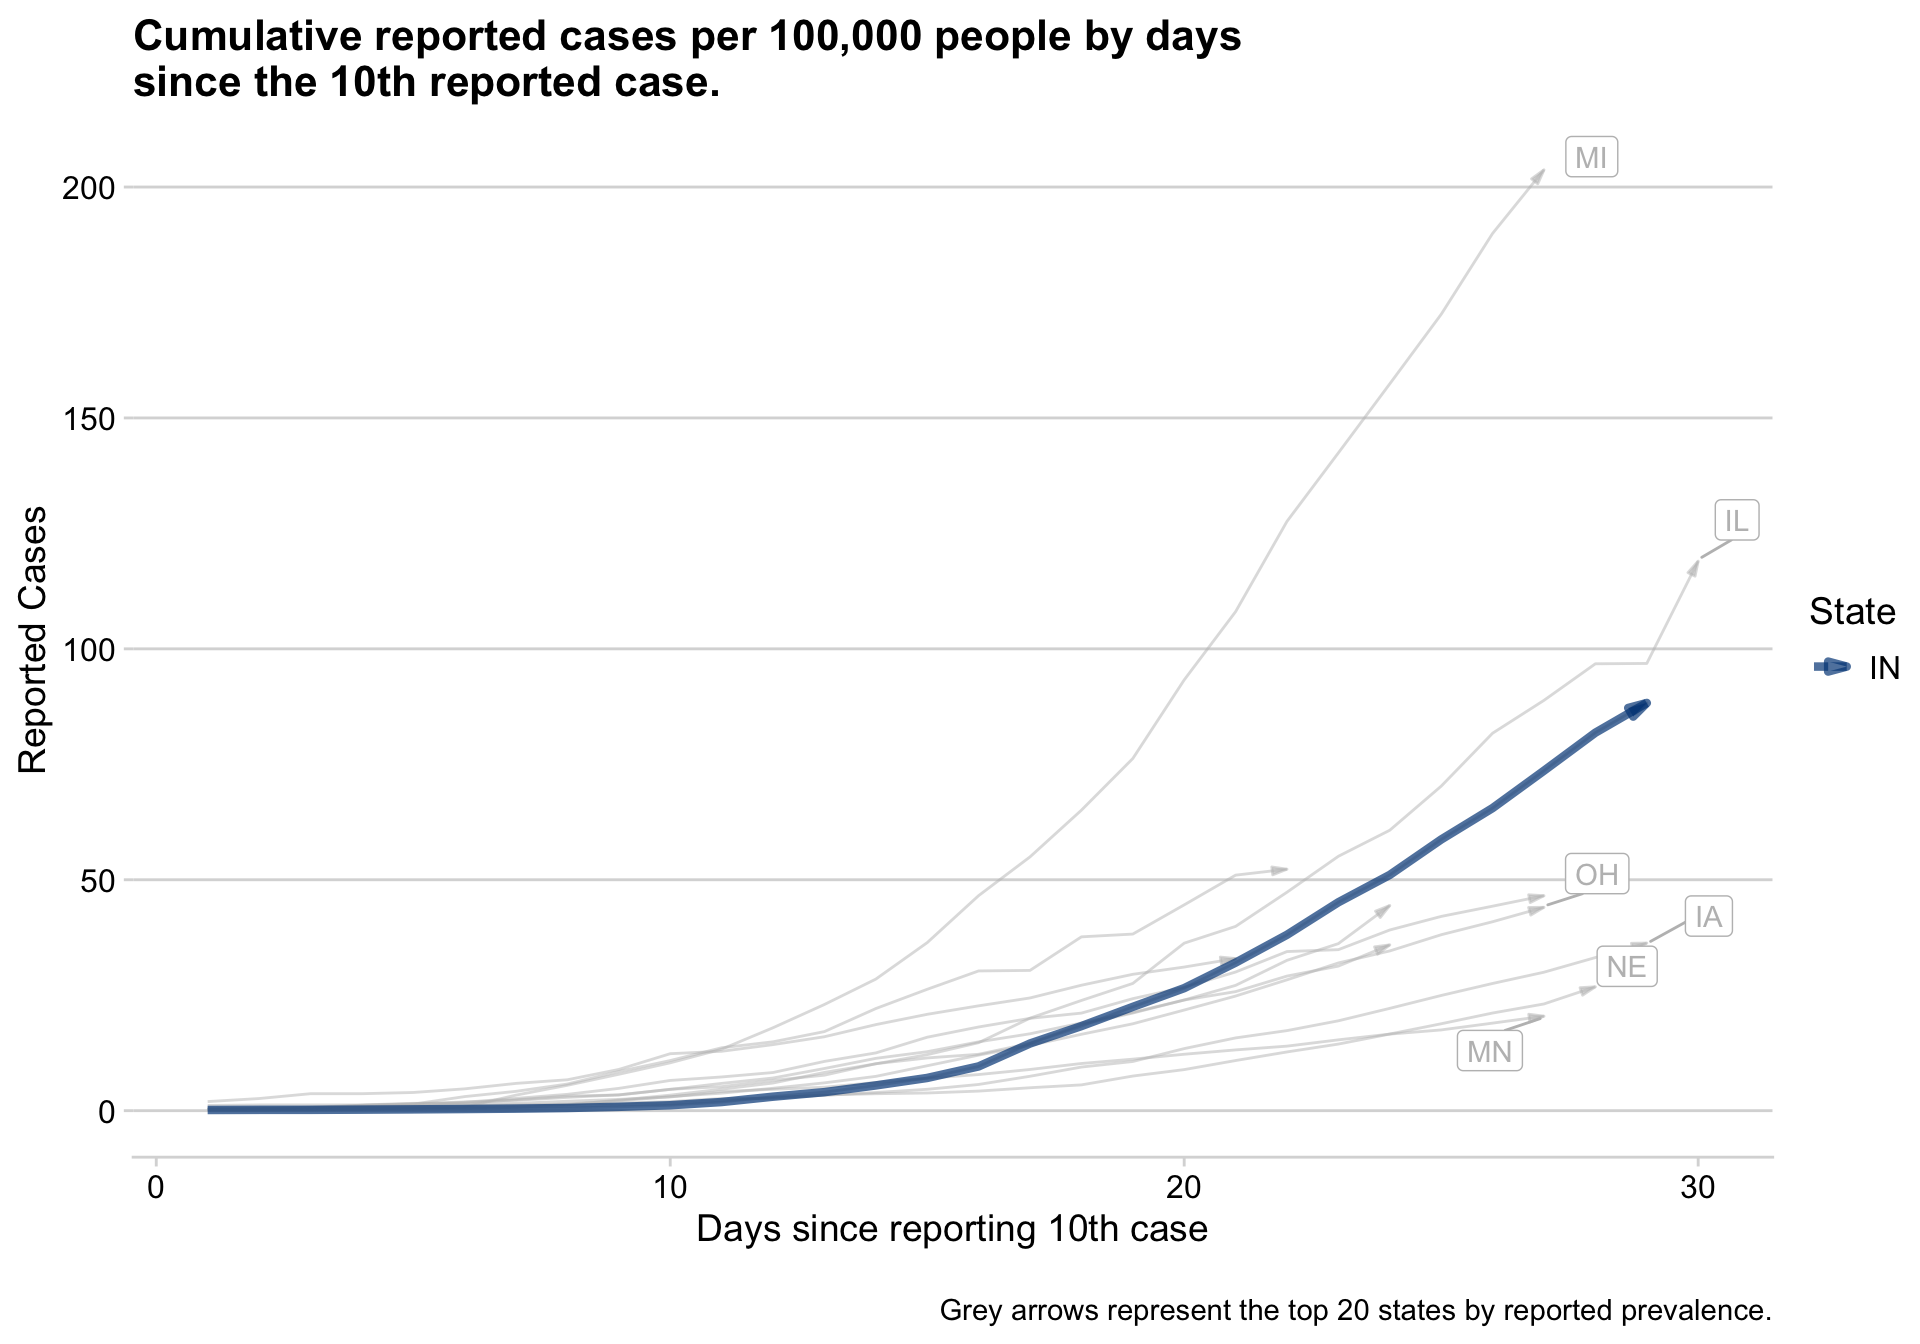 Cumulative reported cases per 100,000 people by days
since the 10th reported case.
MI
200
150
IL
Reported Cases
100
State
IN
50
OH
IA
NE
MN
0
0
10
20
30
Days since reporting 10th case
Grey arrows represent the top 20 states by reported prevalence.